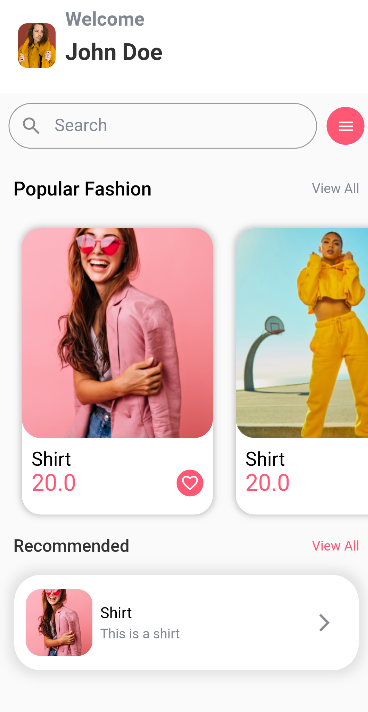 Welcome
John Doe
Search
Popular Fashion
View All
Shirt
20.0
Shirt
20.0
Recommended
View All
Shirt
This is a shirt